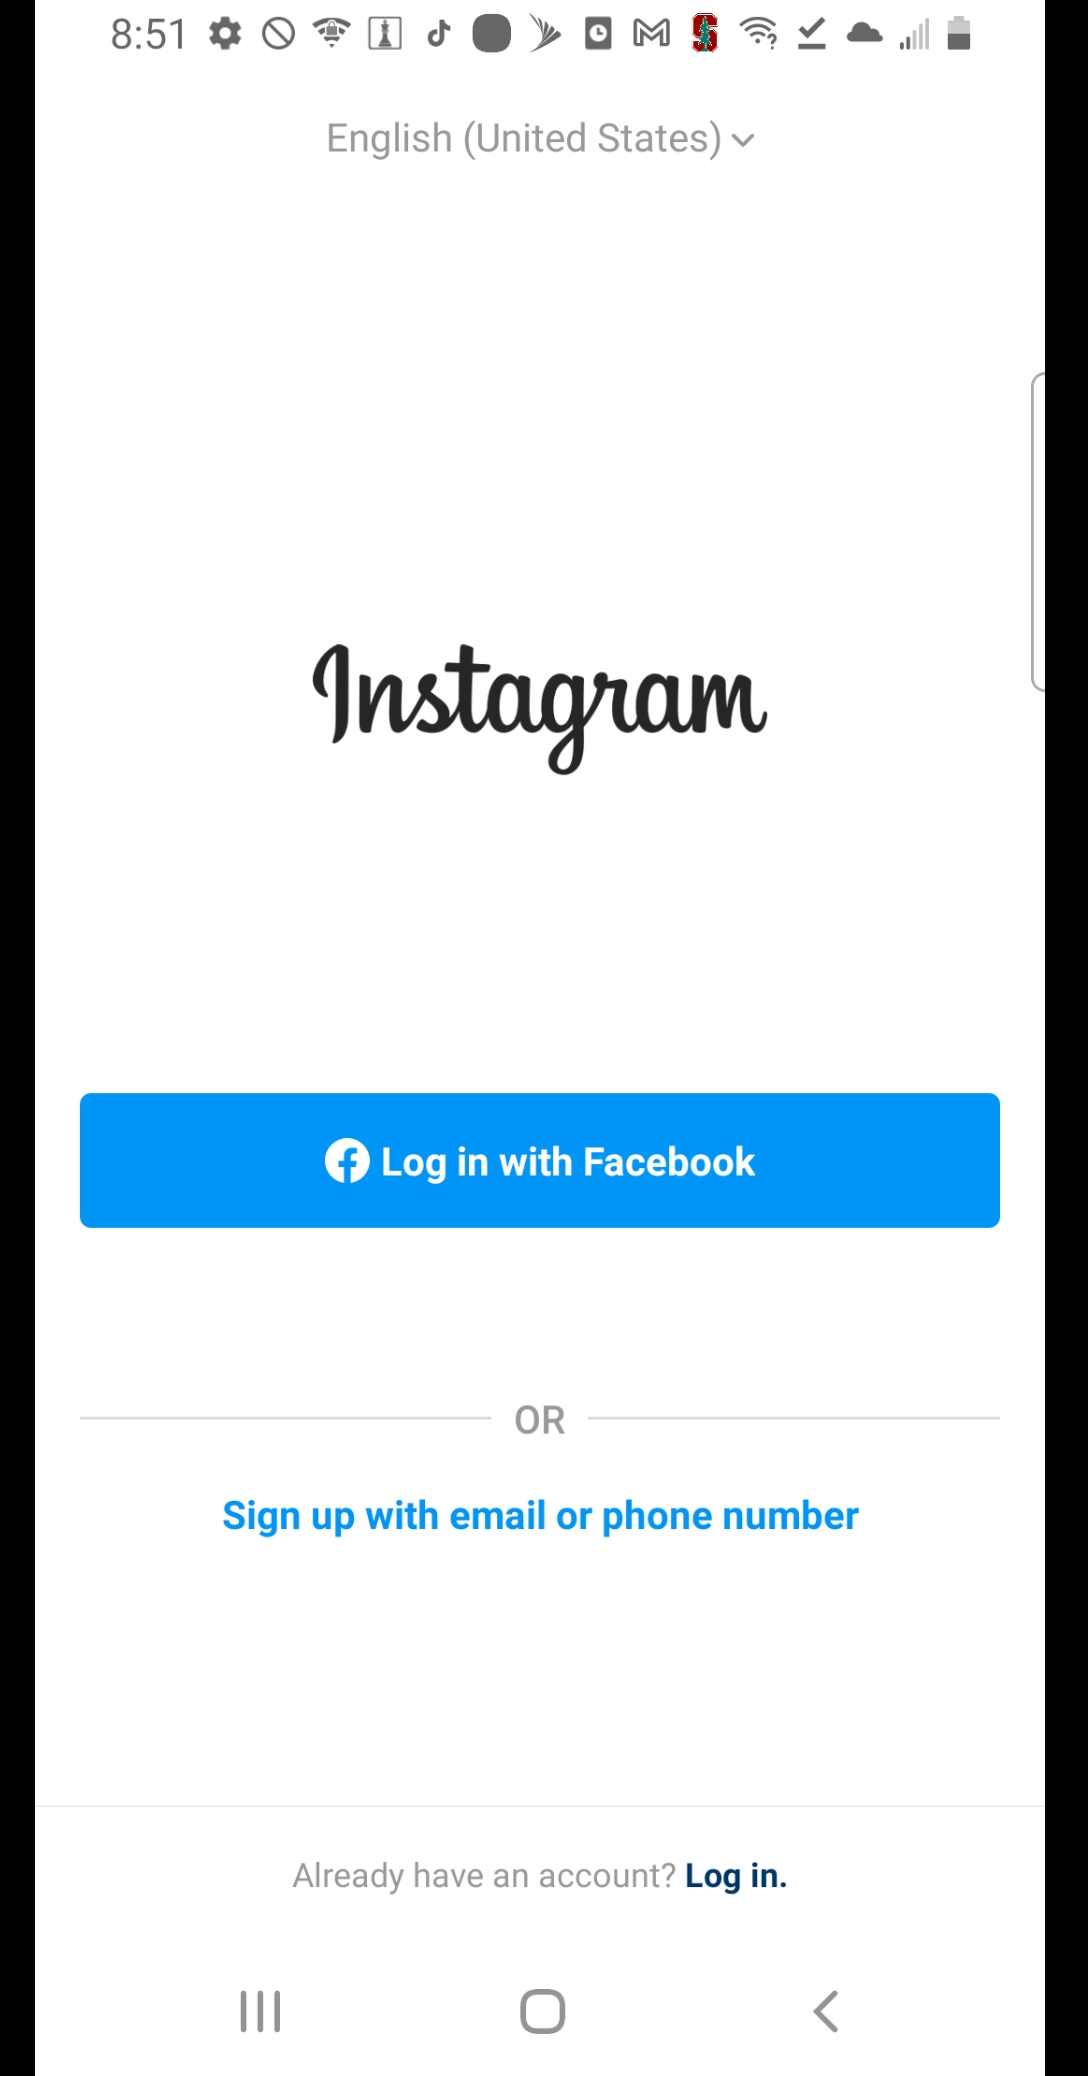 8:51
English (United States)
Instagram
Log in with Facebook
OR
Sign up with email or phone number
Already have an account? Log in.